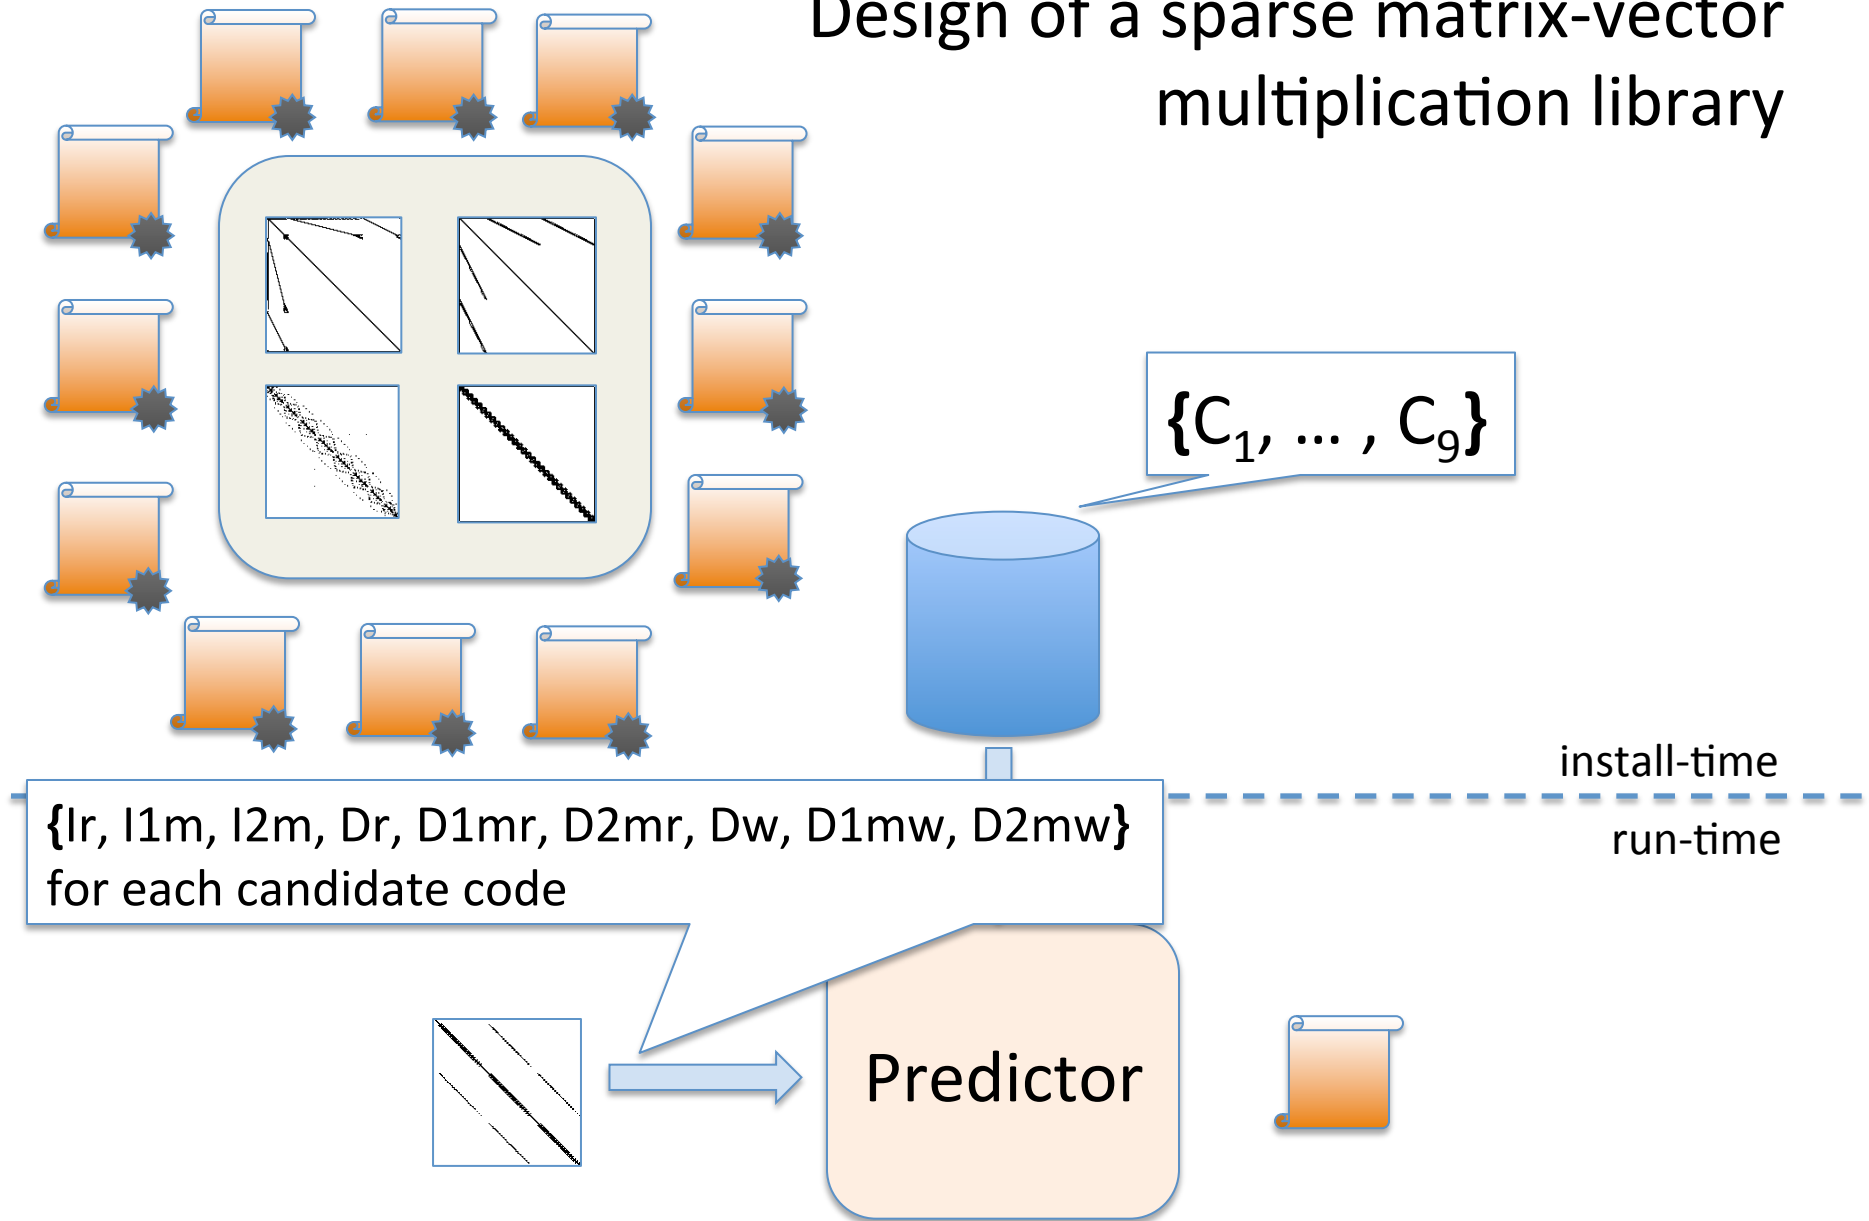 Design of a sparse matrix-vector
multiplication library
{C1, ... , C9}
install-time
{Ir, I1m, I2m, Dr, D1mr, D2mr, Dw, D1mw, D2mw}
for each candidate code
run-time
Predictor